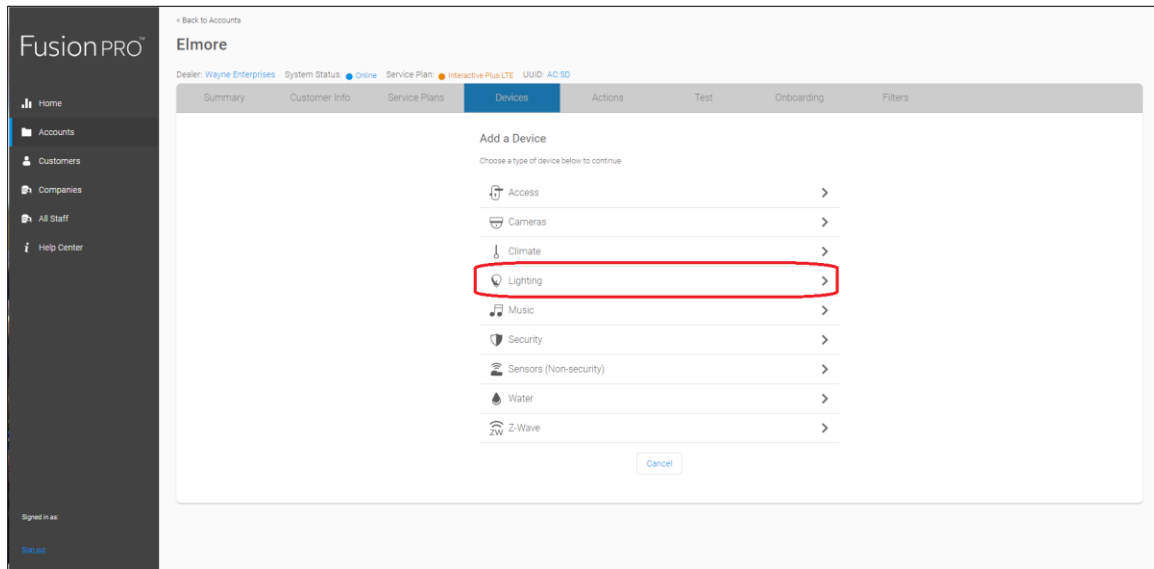 FusionPRO™
Home
Accounts
Customers
Companies
All Staff
Help Center
Signed in as:
Sign out
< Back to Accounts
Elmore
Dealer: Wayne Enterprises System Status: Online Service Plan: Interactive Plus LTE UUID: AC:5D
Summary Customer Info Service Plans Devices Actions Test Onboarding Filters
Add a Device
Choose a type of device below to continue
Access
Cameras
Climate
Lighting
Music
Security
Sensors (Non-security)
Water
ZW Z-Wave
Cancel